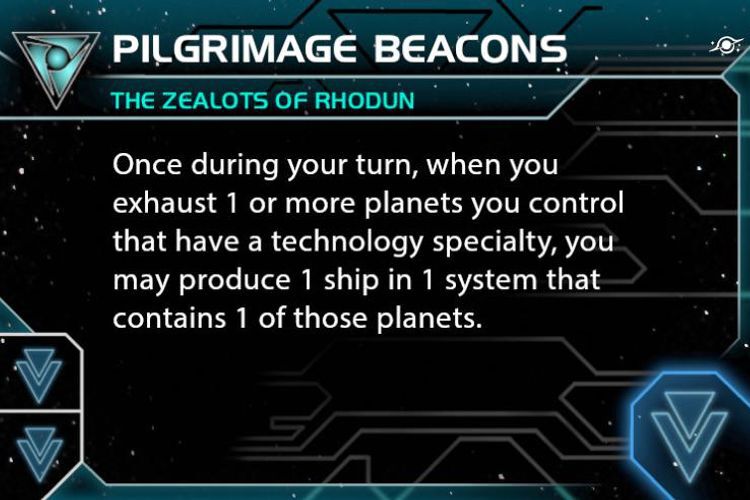 PILGRIMAGE BEACONS
THE ZEALOTS OF RHODUN
Once during your turn, when you
exhaust 1 or more planets you control
that have a technology specialty, you
may produce 1 ship in 1 system that
contains 1 of those planets.